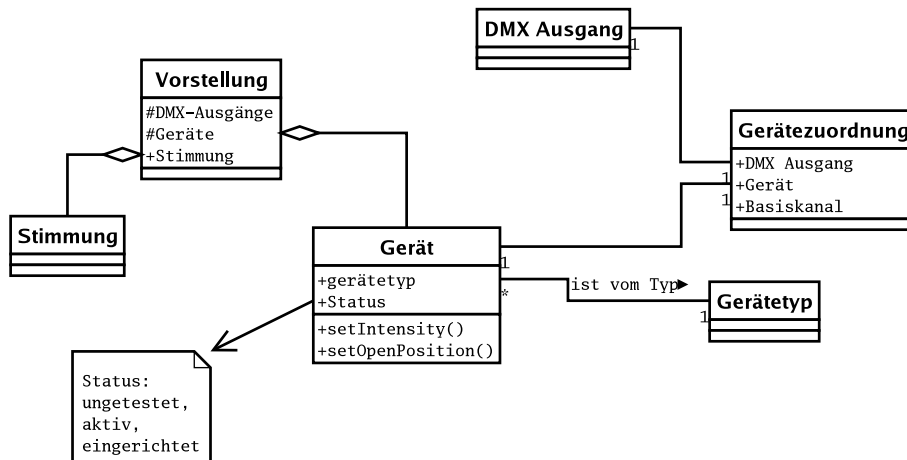 DMX Ausgang
1
Vorstellung
#DMX-Ausgänge
#Geräte
+Stimmung
Gerätezuordnung
+DMX Ausgang
+Gerät
+Basiskanal
1
1
Stimmung
Gerät
+gerätetyp
+Status
+setIntensity()
+setOpenPosition()
1
*
ist vom Typ▶
1
Gerätetyp
Status:
ungetestet,
aktiv,
eingerichtet